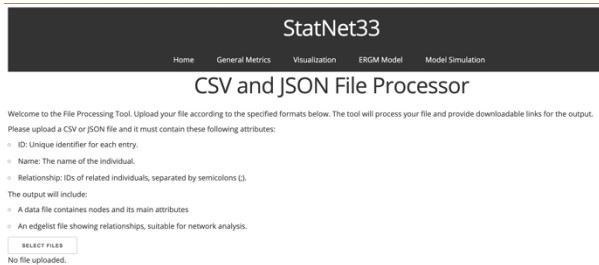 StatNet33
Home General Metrics Visualization ERGM Model Model Simulation
CSV and JSON File Processor
Welcome to the File Processing Tool. Upload your file according to the specified formats below. The tool will process your file and provide downloadable links for the output.
Please upload a CSV or JSON file and it must contain these following attributes:
ID: Unique identifier for each entry.
Name: The name of the individual.
Relationship: IDs of related individuals, separated by semicolons (;).
The output will include:
A data file containes nodes and its main attributes
An edgelist file showing relationships, suitable for network analysis.
SELECT FILES
No file uploaded.